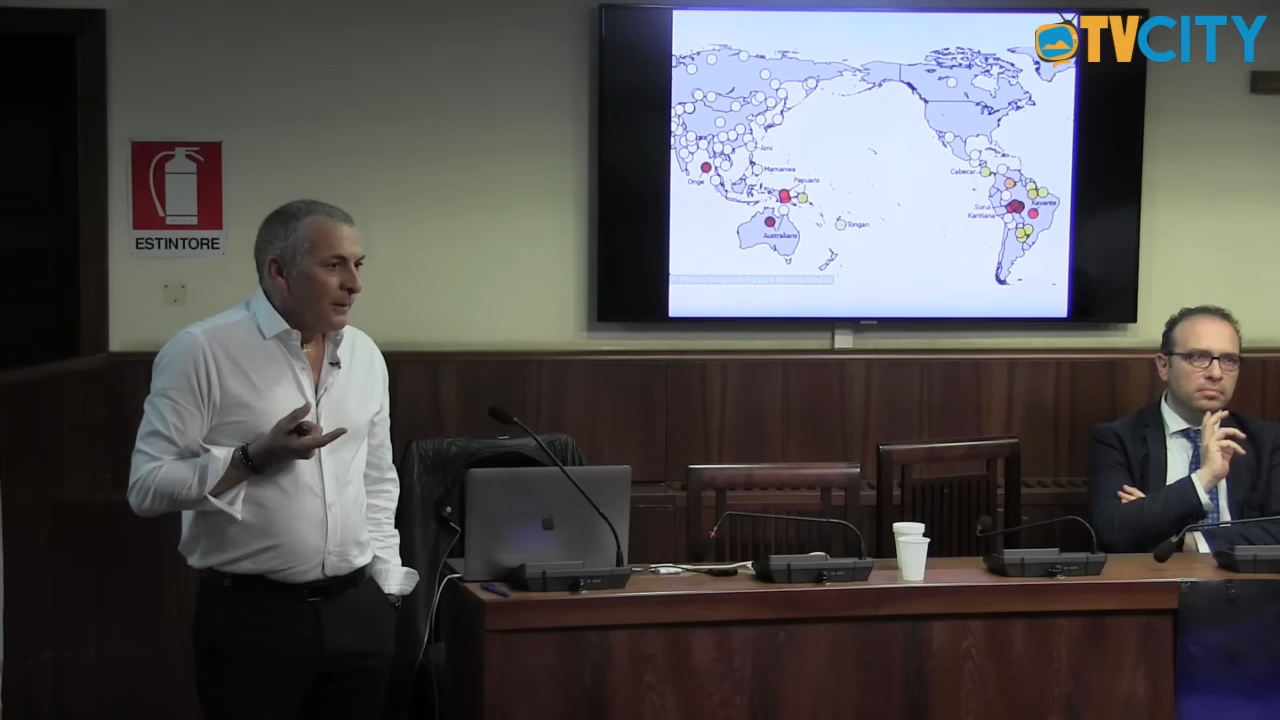 TVCITY
ESTINTORE
Ami
Mamanwa
Onge
Papuans
Cabecar
Surui
Xavante
Karitiana
Australians
Tongan